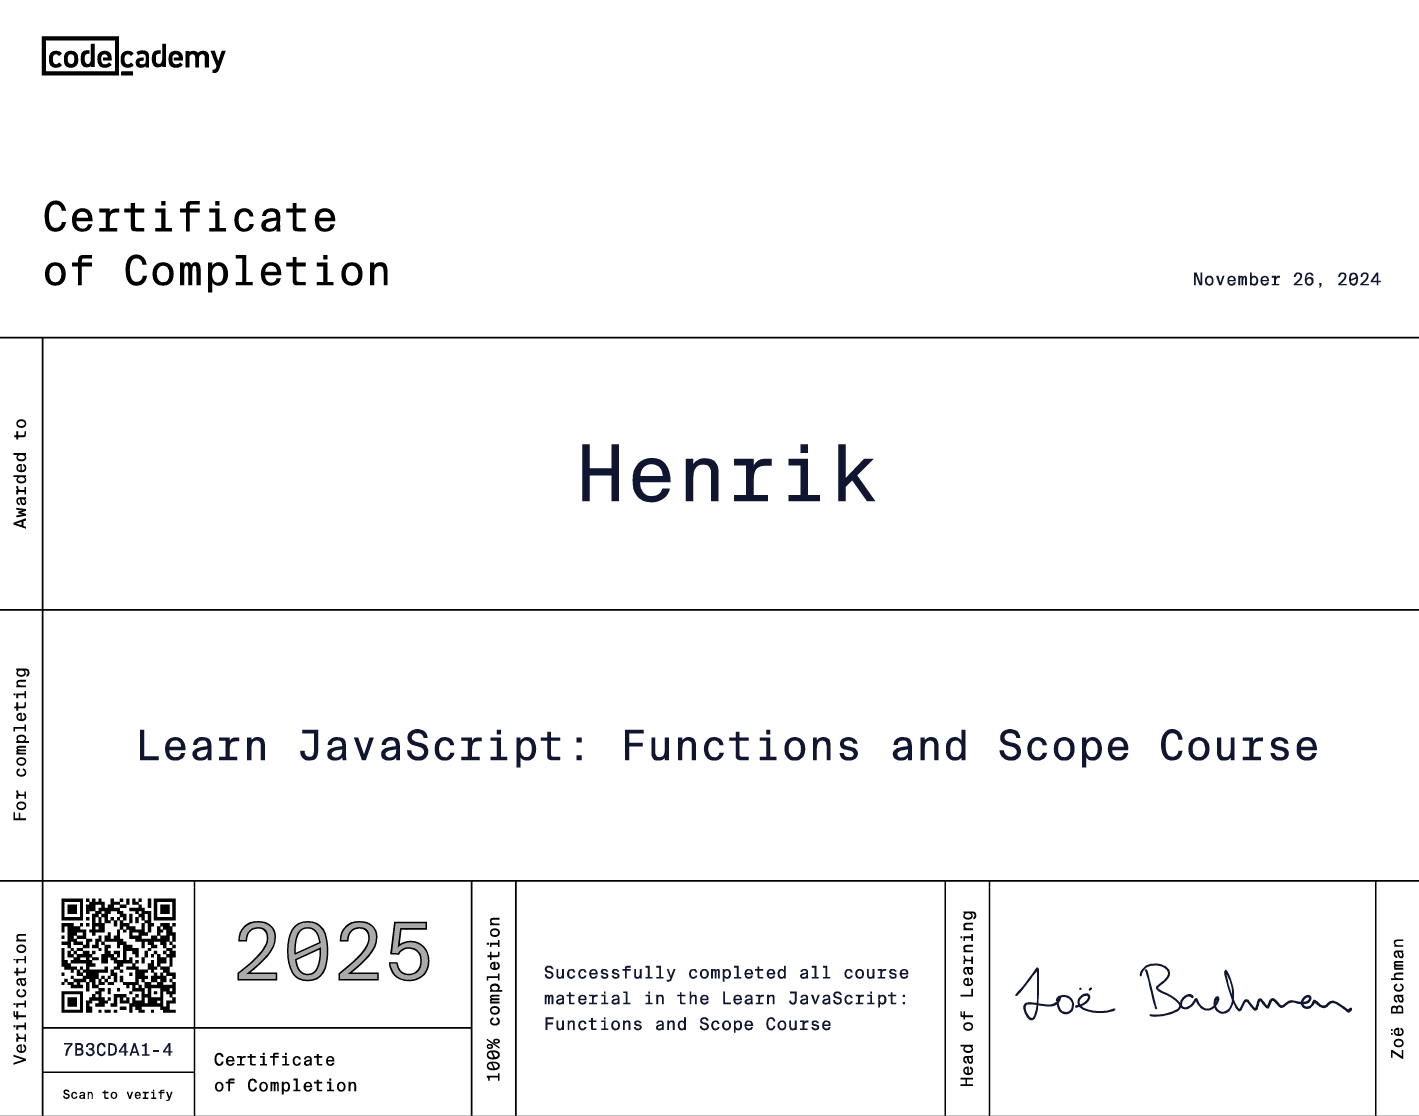 codecademy
Certificate
of Completion
November 26, 2024
Awarded to
Henrik
For completing
Learn JavaScript: Functions and Scope Course
Verification
7B3CD4A1-4
Scan to verify
2025
Certificate
of Completion
100% completion
Successfully completed all course
material in the Learn JavaScript:
Functions and Scope Course
Head of Learning
Zoë Bachman
Zoë Bachman